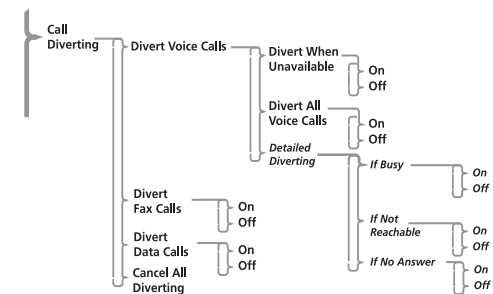 Call
Diverting
Divert Voice Calls
Divert When
Unavailable
On
Off
Divert All
Voice Calls
On
Off
Detailed
Diverting
If Busy
On
Off
If Not
Reachable
On
Off
If No Answer
On
Off
Divert
Fax Calls
On
Off
Divert
Data Calls
On
Off
Cancel All
Diverting